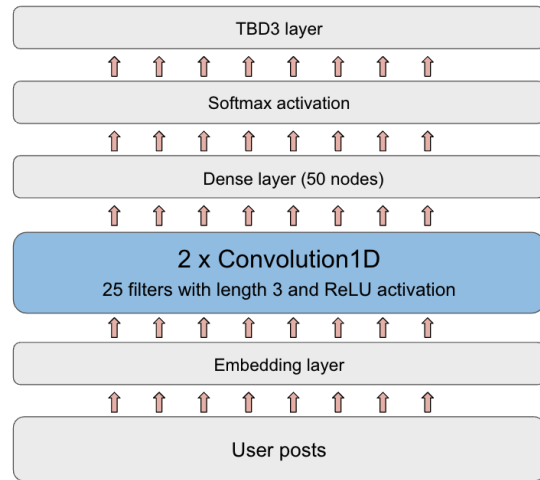 TBD3 layer
Softmax activation
Dense layer (50 nodes)
2 x Convolution1D
25 filters with length 3 and ReLU activation
Embedding layer
User posts